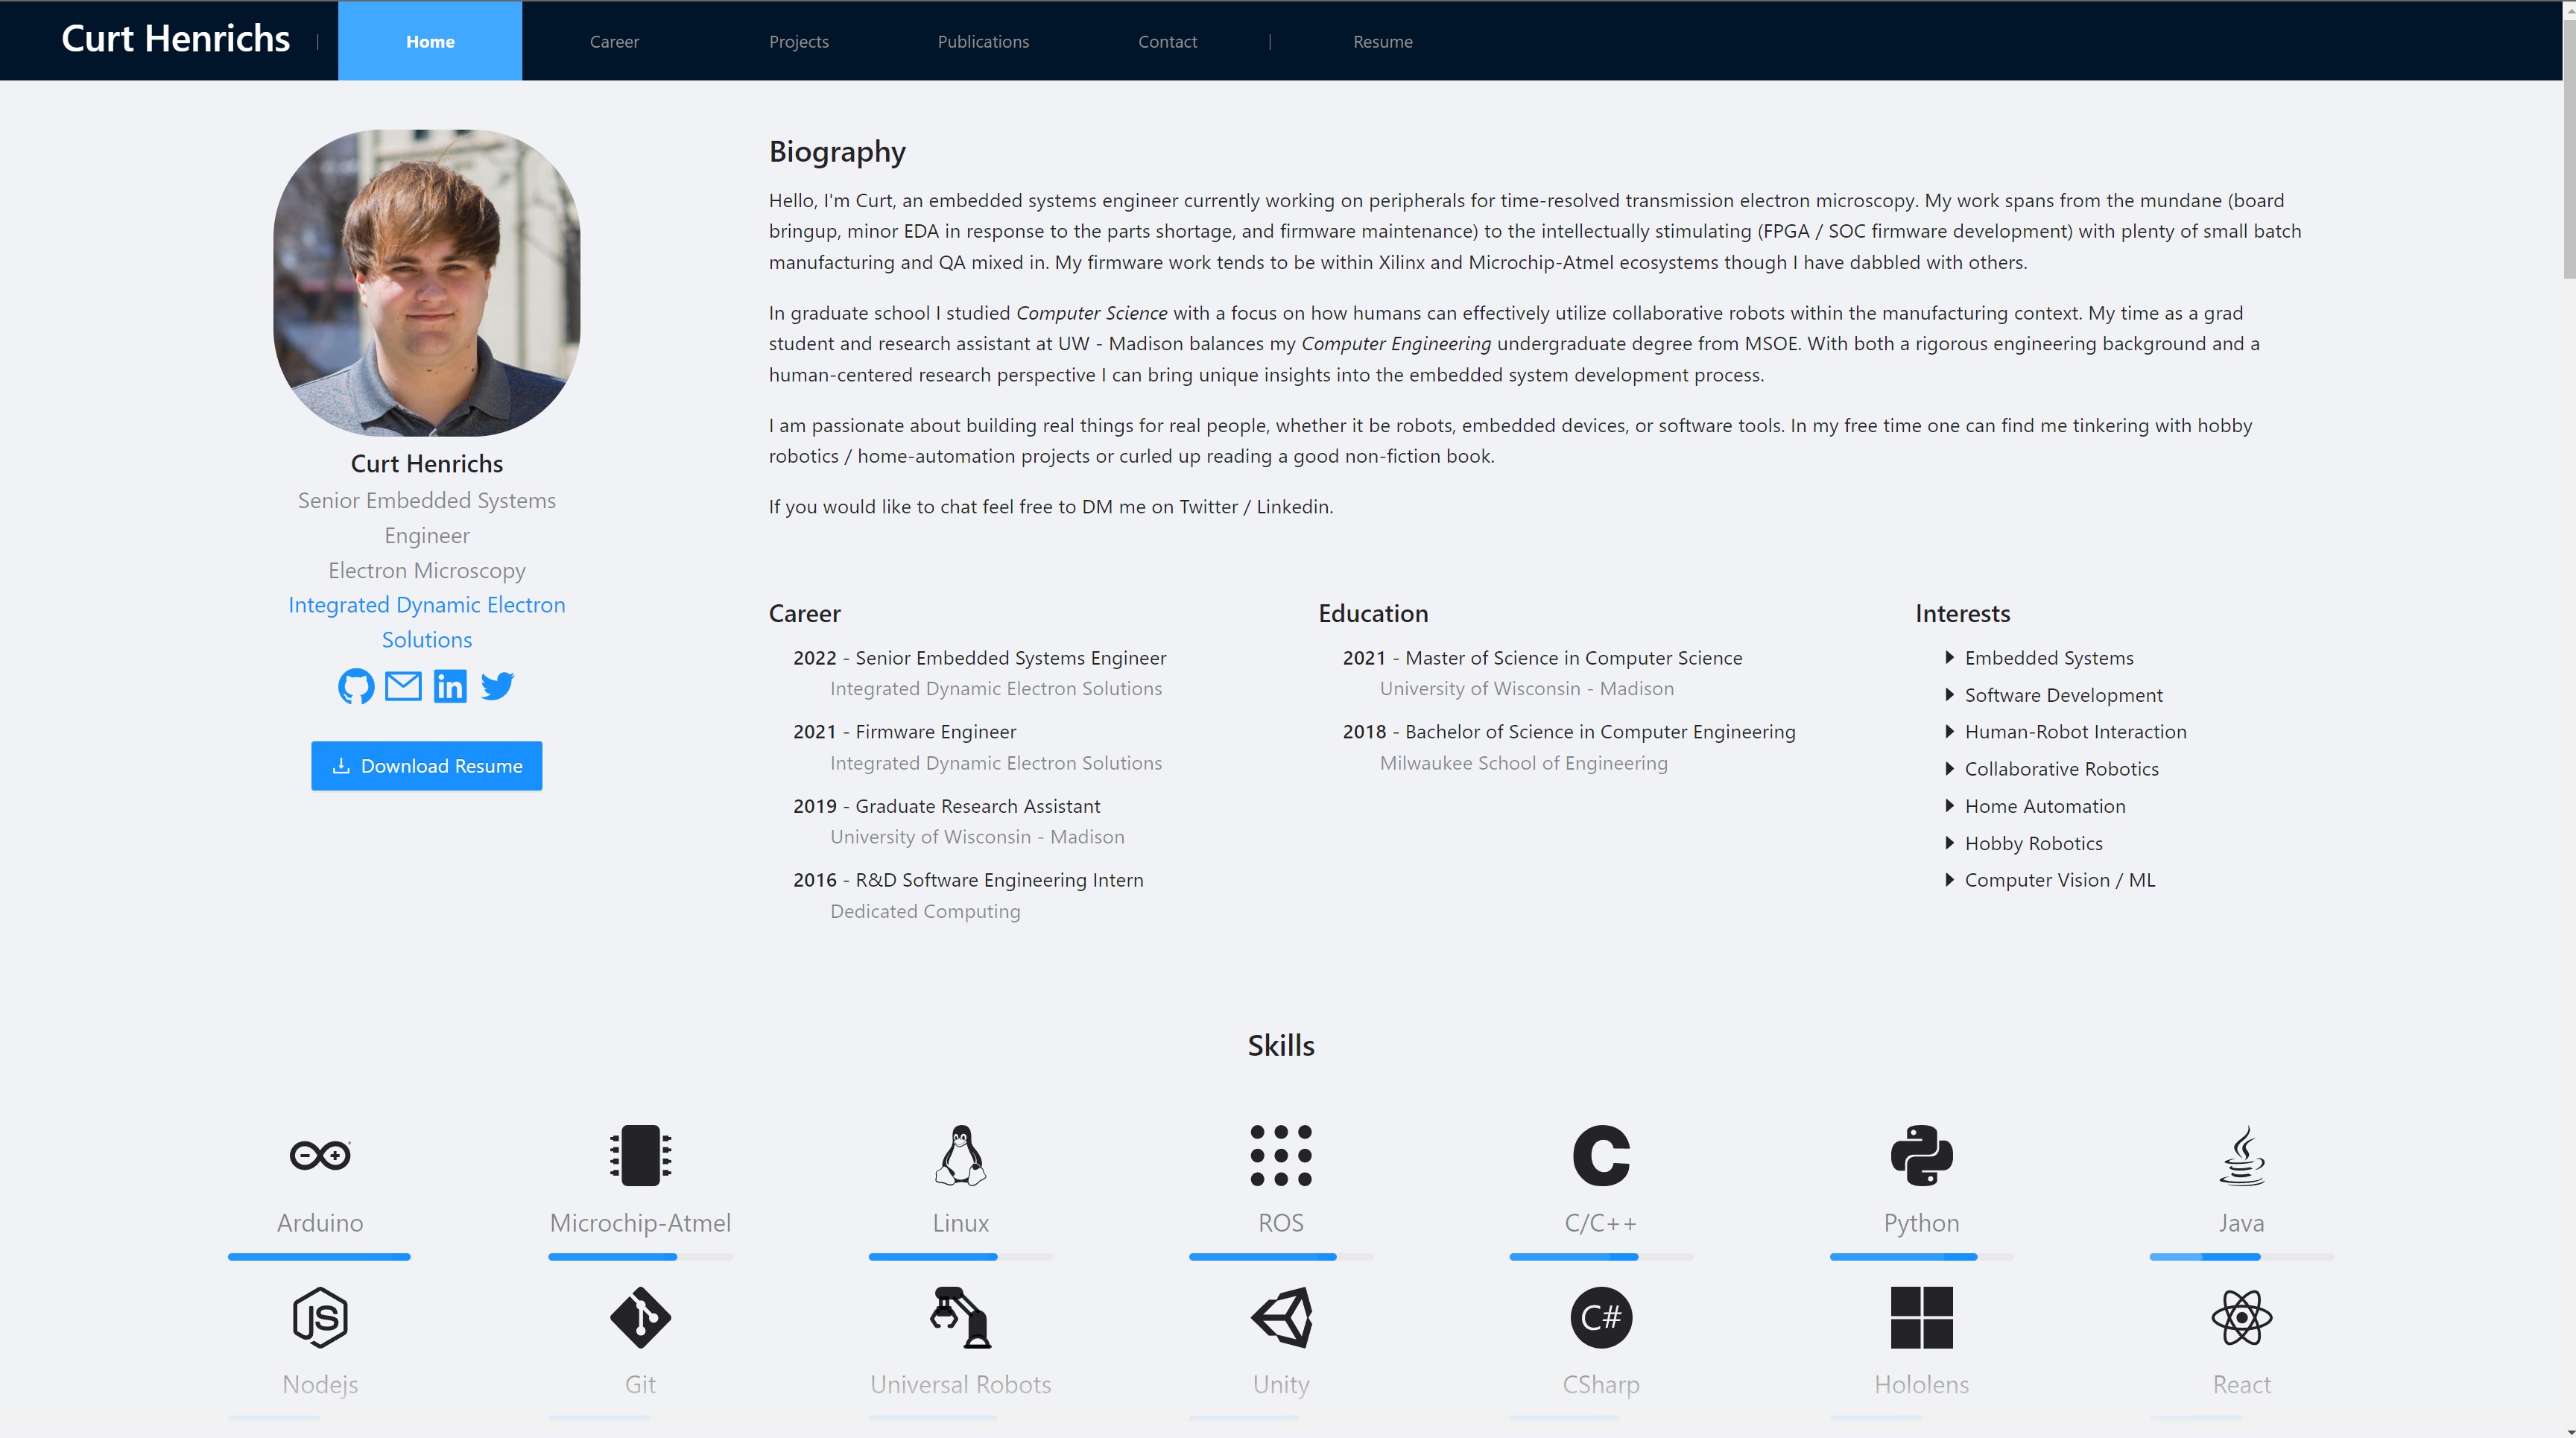 Curt Henrichs | Home Career Projects Publications Contact | Resume
Biography
Hello, I'm Curt, an embedded systems engineer currently working on peripherals for time-resolved transmission electron microscopy. My work spans from the mundane (board
bringup, minor EDA in response to the parts shortage, and firmware maintenance) to the intellectually stimulating (FPGA / SOC firmware development) with plenty of small batch
manufacturing and QA mixed in. My firmware work tends to be within Xilinx and Microchip-Atmel ecosystems though I have dabbled with others.
In graduate school I studied Computer Science with a focus on how humans can effectively utilize collaborative robots within the manufacturing context. My time as a grad
student and research assistant at UW - Madison balances my Computer Engineering undergraduate degree from MSOE. With both a rigorous engineering background and a
human-centered research perspective I can bring unique insights into the embedded system development process.
I am passionate about building real things for real people, whether it be robots, embedded devices, or software tools. In my free time one can find me tinkering with hobby
robotics / home-automation projects or curled up reading a good non-fiction book.
If you would like to chat feel free to DM me on Twitter / Linkedin.
Curt Henrichs
Senior Embedded Systems
Engineer
Electron Microscopy
Integrated Dynamic Electron
Solutions
in
Download Resume
Career
2022 - Senior Embedded Systems Engineer
Integrated Dynamic Electron Solutions
2021 - Firmware Engineer
Integrated Dynamic Electron Solutions
2019 - Graduate Research Assistant
University of Wisconsin - Madison
2016 - R&D Software Engineering Intern
Dedicated Computing
Education
2021 - Master of Science in Computer Science
University of Wisconsin - Madison
2018 - Bachelor of Science in Computer Engineering
Milwaukee School of Engineering
Interests
Embedded Systems
Software Development
Human-Robot Interaction
Collaborative Robotics
Home Automation
Hobby Robotics
Computer Vision / ML
Skills
C
Arduino Microchip-Atmel Linux ROS C/C++ Python Java
JS C#
Nodejs Git Universal Robots Unity CSharp Hololens React